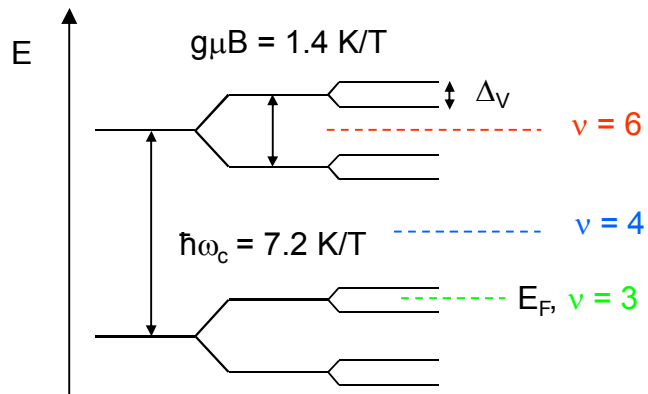 E
gμB = 1.4 K/T
Δ_V
ν = 6
ν = 4
ħω_c = 7.2 K/T
E_F, ν = 3